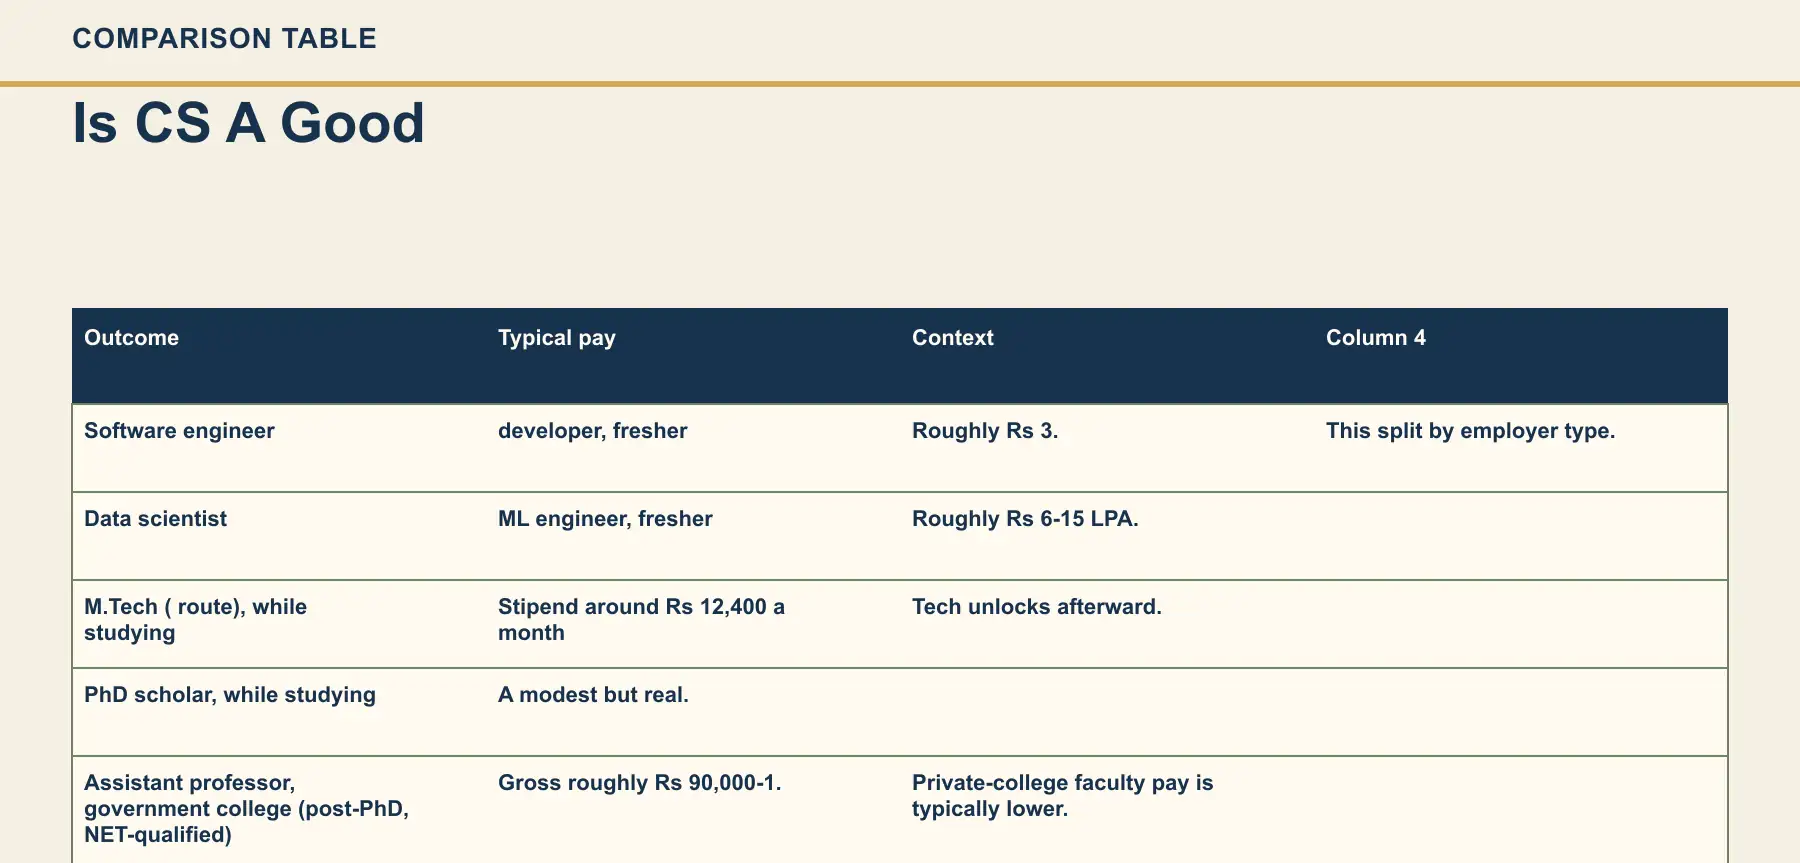 COMPARISON TABLE
Is CS A Good
Outcome Typical pay Context Column 4
Software engineer developer, fresher Roughly Rs 3. This split by employer type.
Data scientist ML engineer, fresher Roughly Rs 6-15 LPA.
M.Tech ( route), while Stipend around Rs 12,400 a Tech unlocks afterward.
studying month
PhD scholar, while studying A modest but real.
Assistant professor, Gross roughly Rs 90,000-1. Private-college faculty pay is
government college (post-PhD, typically lower.
NET-qualified)